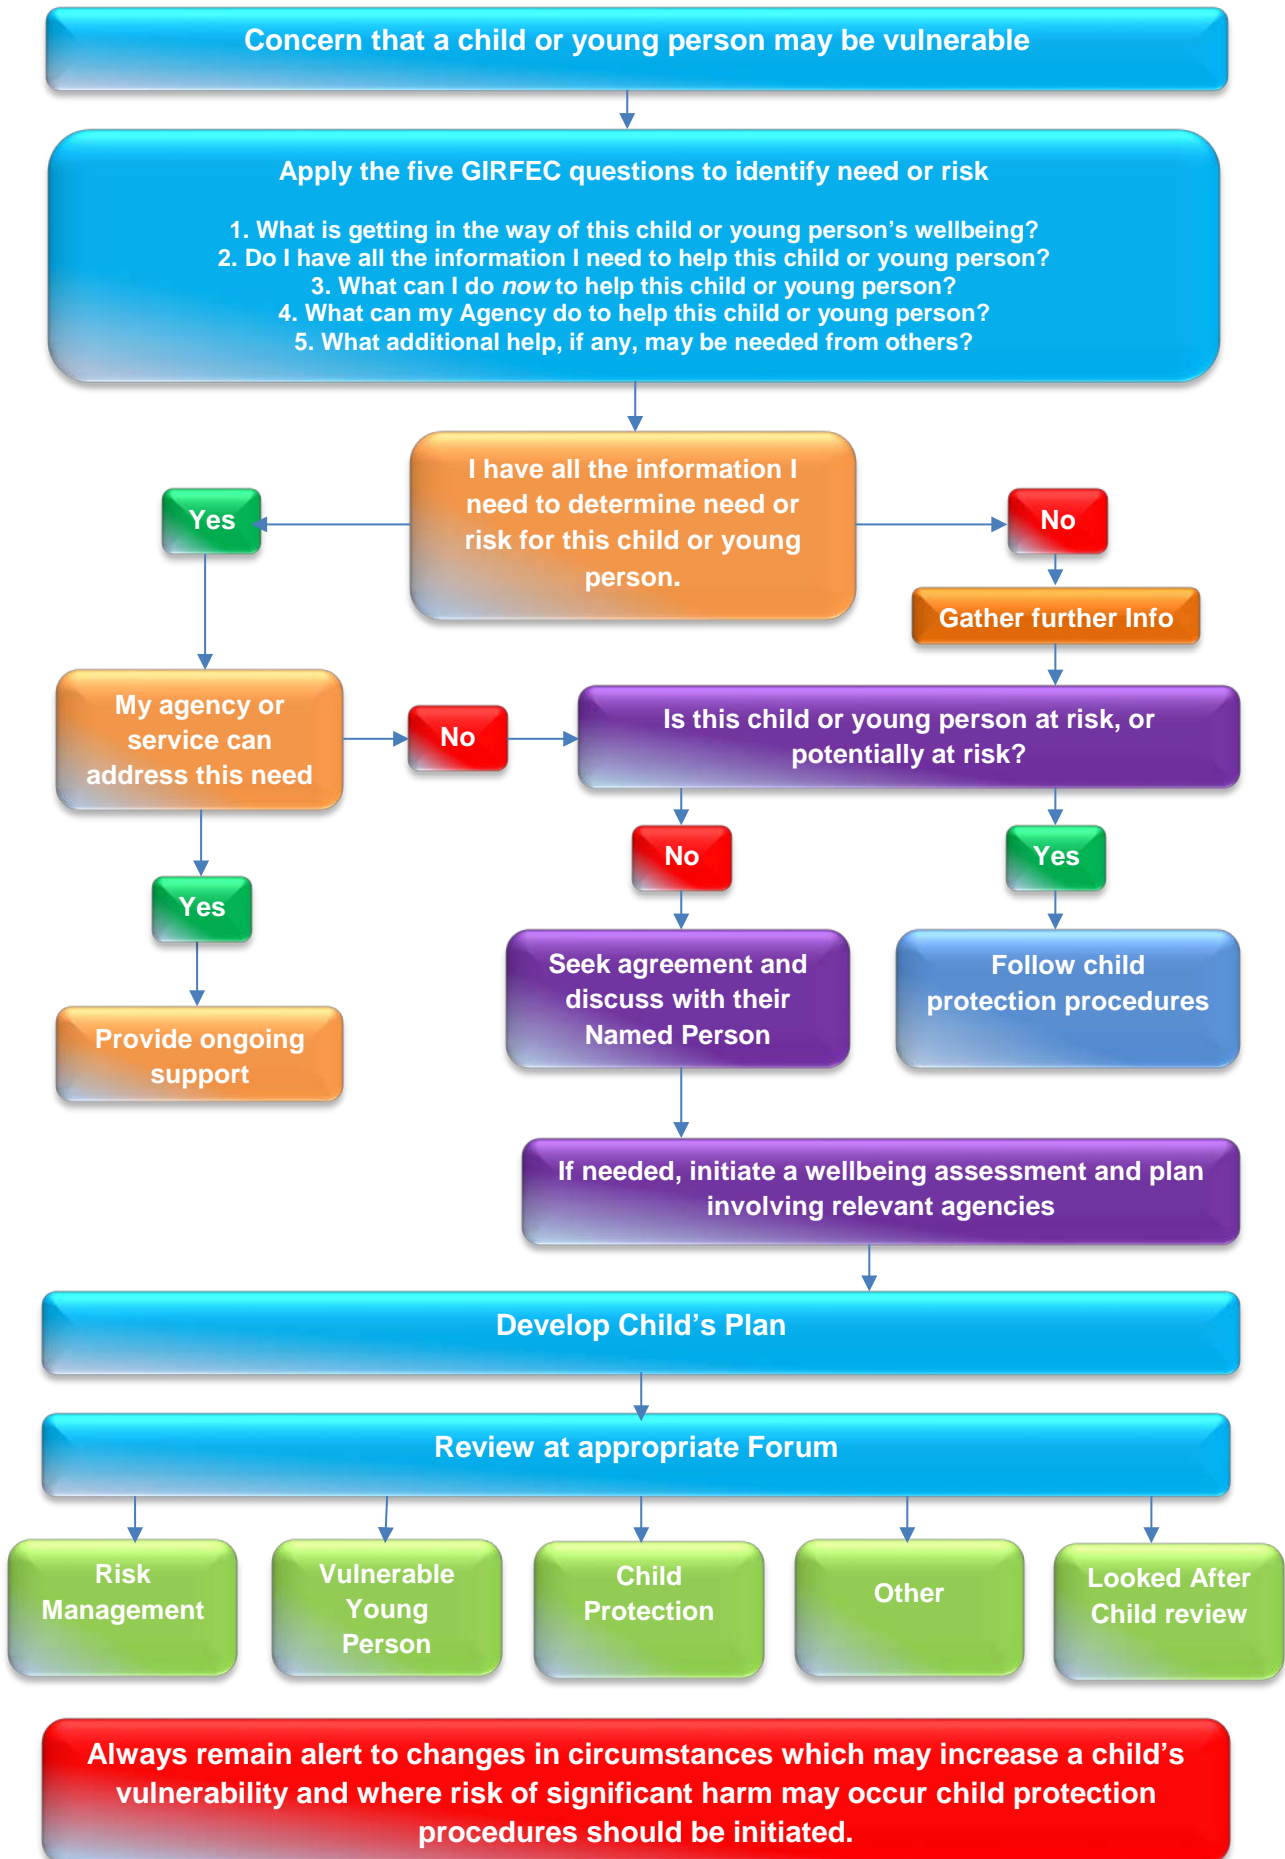 Concern that a child or young person may be vulnerable
Apply the five GIRFEC questions to identify need or risk
1. What is getting in the way of this child or young person’s wellbeing?
2. Do I have all the information I need to help this child or young person?
3. What can I do now to help this child or young person?
4. What can my Agency do to help this child or young person?
5. What additional help, if any, may be needed from others?
I have all the information I
need to determine need or
risk for this child or young
person.
Yes
No
Gather further Info
My agency or
service can
address this need
No
Is this child or young person at risk, or
potentially at risk?
No
Yes
Yes
Seek agreement and
discuss with their
Named Person
Follow child
protection procedures
Provide ongoing
support
If needed, initiate a wellbeing assessment and plan
involving relevant agencies
Develop Child’s Plan
Review at appropriate Forum
Risk
Management
Vulnerable
Young
Person
Child
Protection
Other
Looked After
Child review
Always remain alert to changes in circumstances which may increase a child’s
vulnerability and where risk of significant harm may occur child protection
procedures should be initiated.